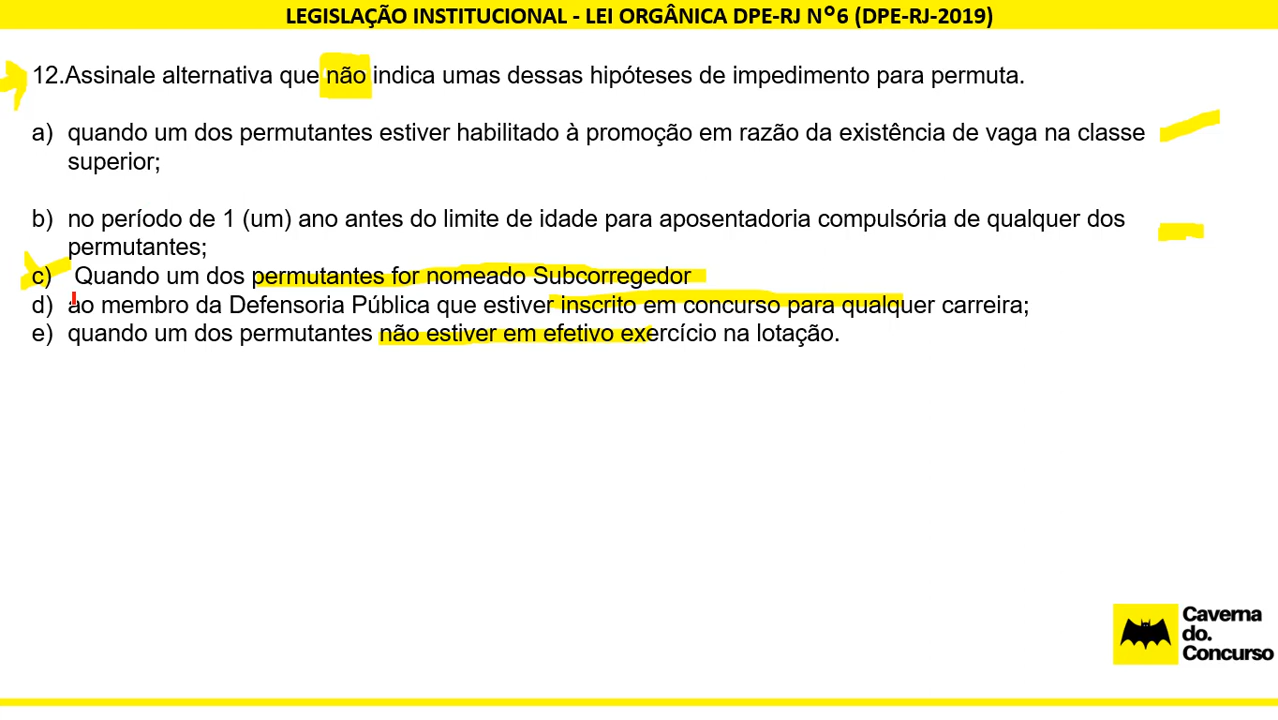 LEGISLAÇÃO INSTITUCIONAL - LEI ORGÂNICA DPE-RJ Nº6 (DPE-RJ-2019)
12.Assinale alternativa que não indica umas dessas hipóteses de impedimento para permuta.
a) quando um dos permutantes estiver habilitado à promoção em razão da existência de vaga na classe
superior;
b) no período de 1 (um) ano antes do limite de idade para aposentadoria compulsória de qualquer dos
permutantes;
c) Quando um dos permutantes for nomeado Subcorregedor
d) ao membro da Defensoria Pública que estiver inscrito em concurso para qualquer carreira;
e) quando um dos permutantes não estiver em efetivo exercício na lotação.
Caverna
do.
Concurso